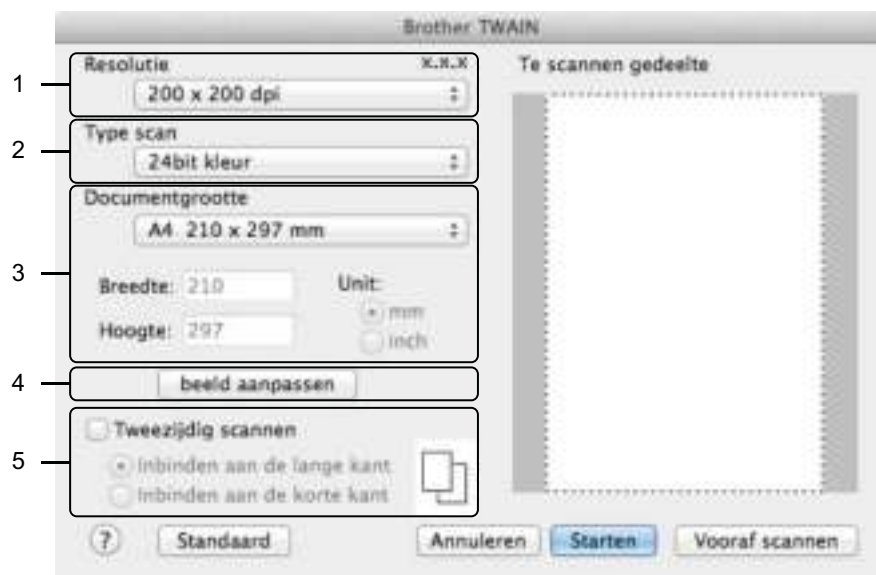 Brother TWAIN
1
Resolutie x.x.x
200 x 200 dpi
2
Type scan
24bit kleur
3
Documentgrootte
A4 210 x 297 mm
Breedte: 210
Hoogte: 297
Unit:
mm
inch
4
beeld aanpassen
5
Tweezijdig scannen
Inbinden aan de lange kant
Inbinden aan de korte kant
Te scannen gedeelte
?
Standaard
Annuleren
Starten
Vooraf scannen